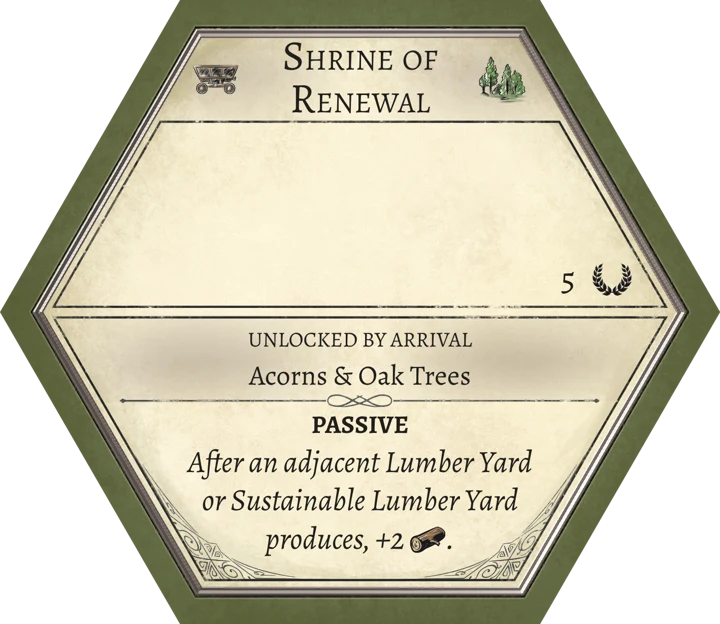 Shrine of
Renewal
5
UNLOCKED BY ARRIVAL
Acorns & Oak Trees
PASSIVE
After an adjacent Lumber Yard
or Sustainable Lumber Yard
produces, +2 .